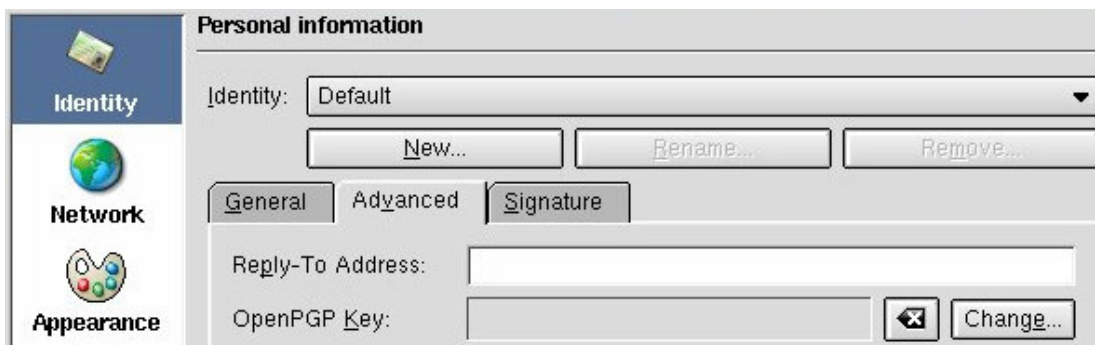 Personal information
Identity
Identity: Default
New... Rename... Remove...
Network
General Advanced Signature
Reply-To Address:
Appearance
OpenPGP Key: Change...